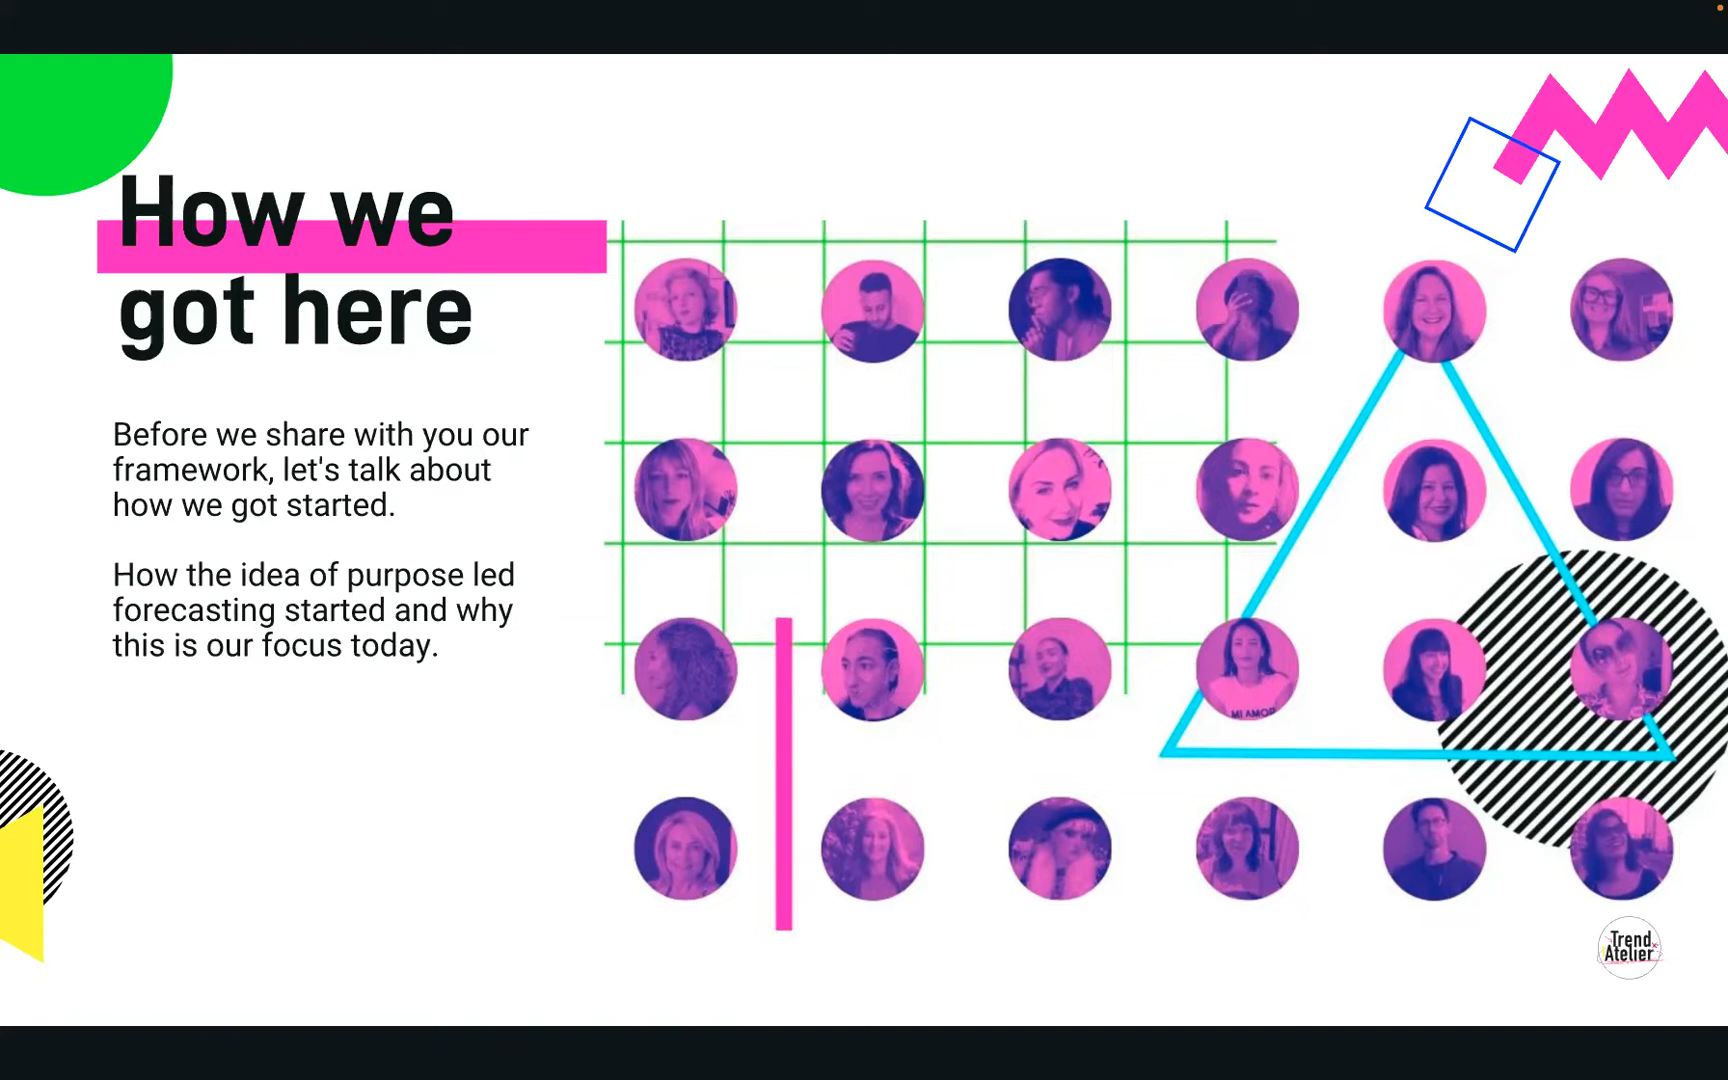 How we
got here
Before we share with you our
framework, let's talk about
how we got started.
How the idea of purpose led
forecasting started and why
this is our focus today.
MI AMOR
Trend
Atelier